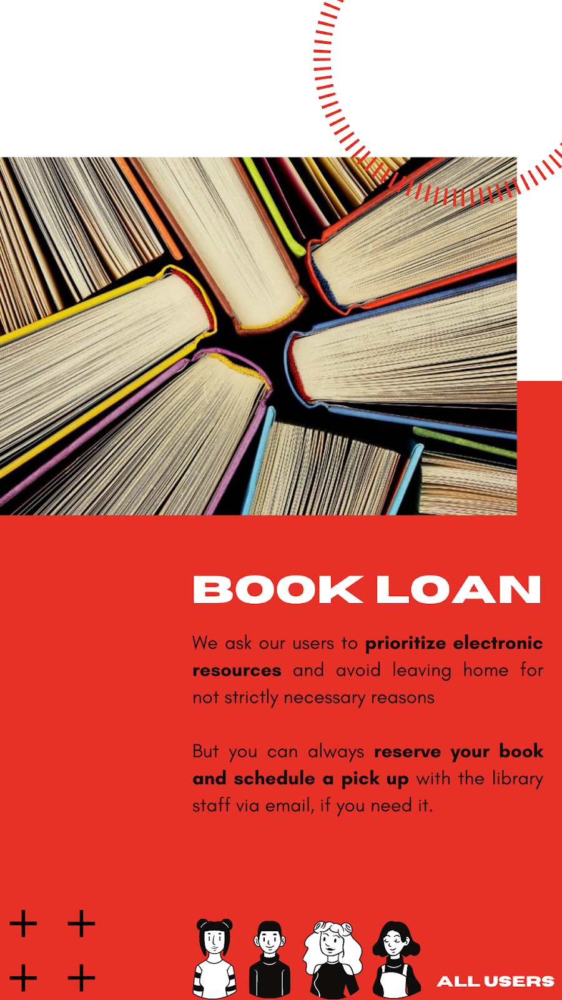 BOOK LOAN
We ask our users to prioritize electronic
resources and avoid leaving home for
not strictly necessary reasons
But you can always reserve your book
and schedule a pick up with the library
staff via email, if you need it.
ALL USERS